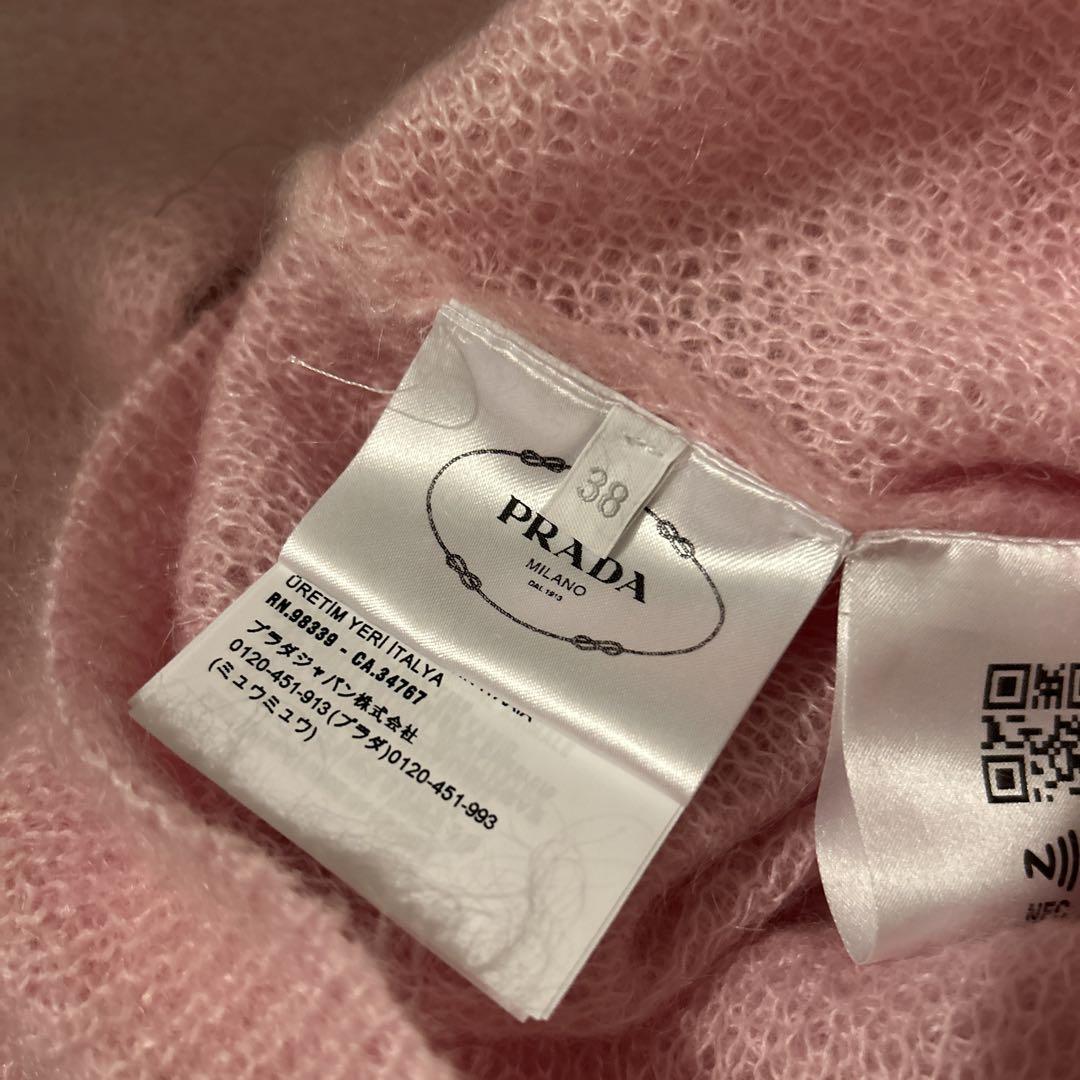 38
PRADA
MILANO
DAL 1913
ÜRETİM YERİ İTALYA
RN.98339 - CA.34767
プラダジャパン株式会社
0120-451-913(プラダ)0120-451-993
(ミュウミュウ)
NFC